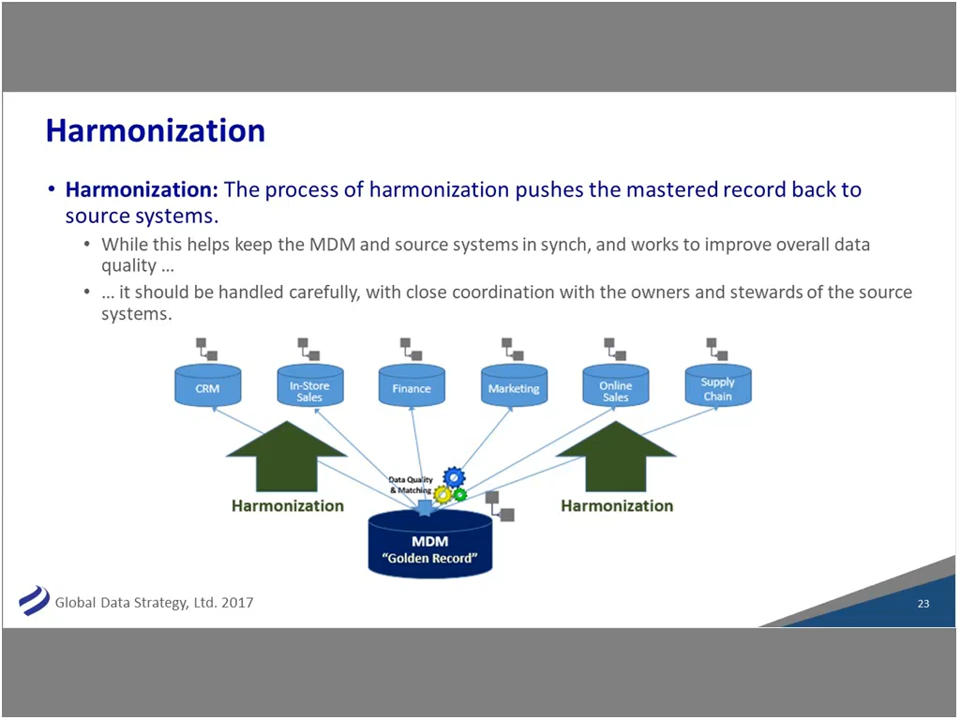 Harmonization
• Harmonization: The process of harmonization pushes the mastered record back to
source systems.
• While this helps keep the MDM and source systems in synch, and works to improve overall data
quality …
• … it should be handled carefully, with close coordination with the owners and stewards of the source
systems.
CRM
In-Store
Sales
Finance
Marketing
Online
Sales
Supply
Chain
Data Quality
& Matching
Harmonization
Harmonization
MDM
“Golden Record”
Global Data Strategy, Ltd. 2017
23